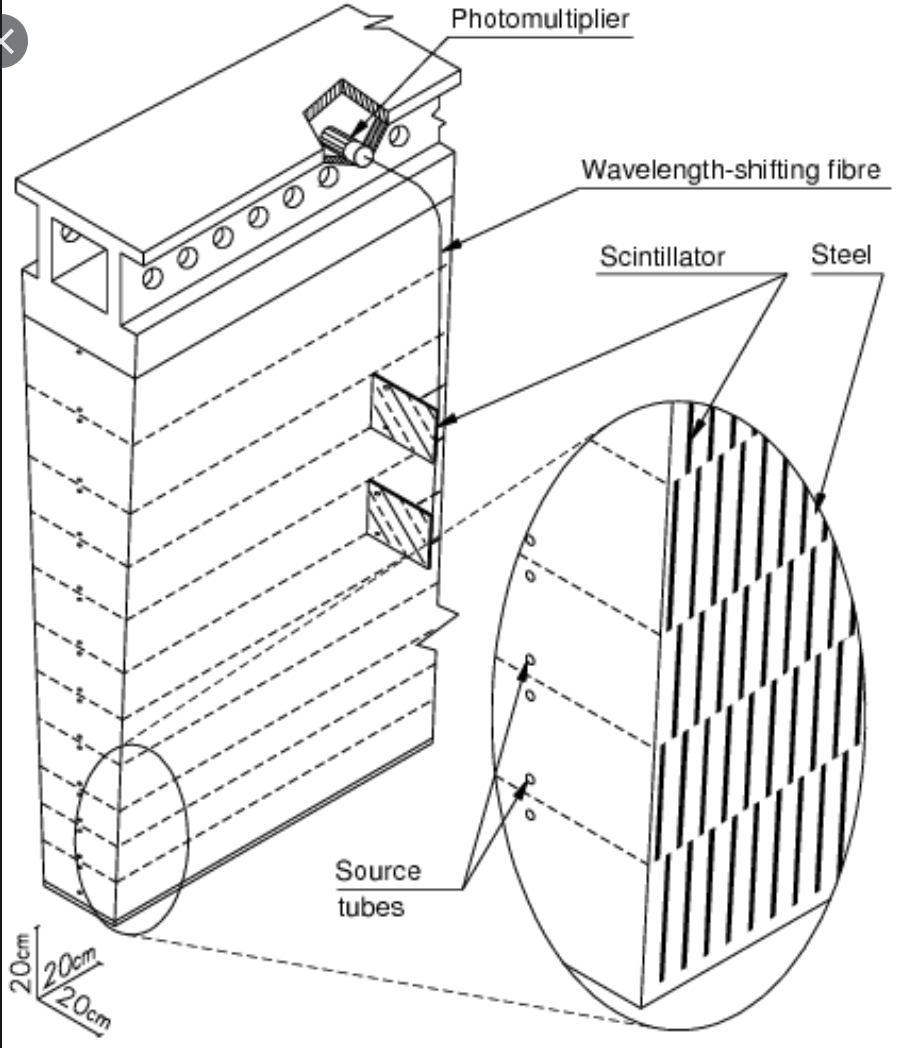 Photomultiplier
Wavelength-shifting fibre
Scintillator
Steel
Source
tubes
20cm
20cm
20cm